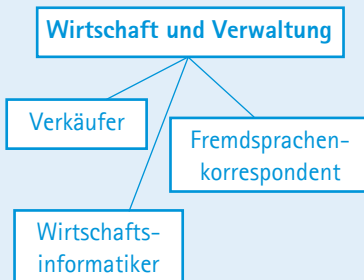 Wirtschaft und Verwaltung
Verkäufer
Fremdsprachen-
korrespondent
Wirtschafts-
informatiker